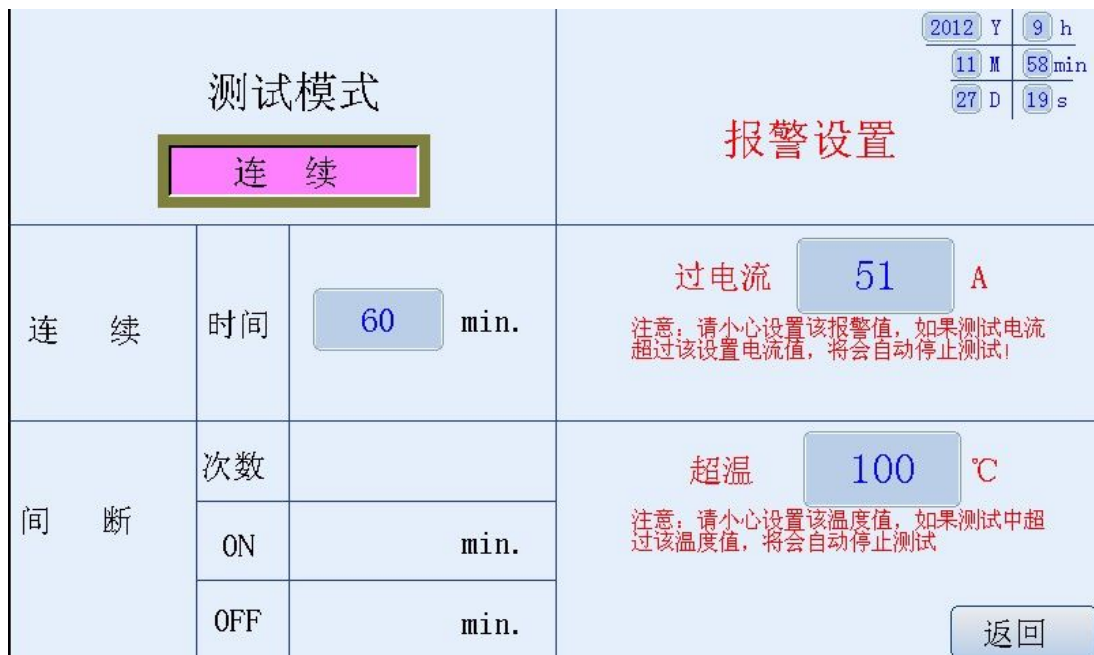 2012 Y 9 h
11 M 58 min
27 D 19 s
测试模式
连 续
报警设置
连 续 时间 60 min.
过电流 51 A
注意：请小心设置该报警值，如果测试电流
超过该设置电流值，将会自动停止测试！
间 断
次数
ON min.
OFF min.
超温 100 ℃
注意：请小心设置该温度值，如果测试中超
过该温度值，将会自动停止测试
返回